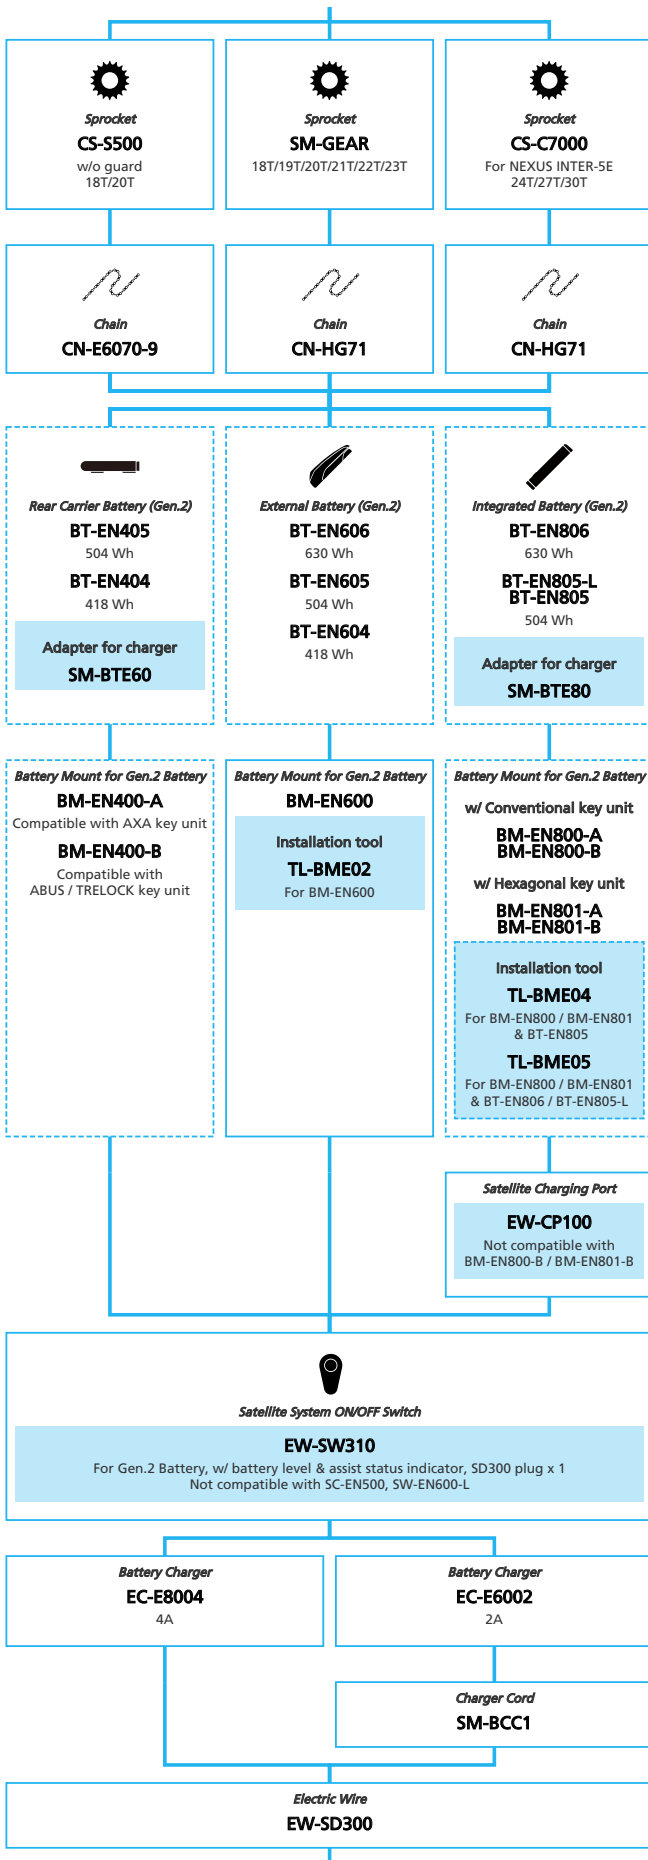 Sprocket
CS-S500
w/o guard
18T/20T
Sprocket
SM-GEAR
18T/19T/20T/21T/22T/23T
Sprocket
CS-C7000
For NEXUS INTER-5E
24T/27T/30T
Chain
CN-E6070-9
Chain
CN-HG71
Chain
CN-HG71
Rear Carrier Battery (Gen.2)
BT-EN405
504 Wh
BT-EN404
418 Wh
Adapter for charger
SM-BTE60
External Battery (Gen.2)
BT-EN606
630 Wh
BT-EN605
504 Wh
BT-EN604
418 Wh
Integrated Battery (Gen.2)
BT-EN806
630 Wh
BT-EN805-L
BT-EN805
504 Wh
Adapter for charger
SM-BTE80
Battery Mount for Gen.2 Battery
BM-EN400-A
Compatible with AXA key unit
BM-EN400-B
Compatible with
ABUS / TRELOCK key unit
Battery Mount for Gen.2 Battery
BM-EN600
Installation tool
TL-BME02
For BM-EN600
Battery Mount for Gen.2 Battery
w/ Conventional key unit
BM-EN800-A
BM-EN800-B
w/ Hexagonal key unit
BM-EN801-A
BM-EN801-B
Installation tool
TL-BME04
For BM-EN800 / BM-EN801
& BT-EN805
TL-BME05
For BM-EN800 / BM-EN801
& BT-EN806 / BT-EN805-L
Satellite Charging Port
EW-CP100
Not compatible with
BM-EN800-B / BM-EN801-B
Satellite System ON/OFF Switch
EW-SW310
For Gen.2 Battery, w/ battery level & assist status indicator, SD300 plug x 1
Not compatible with SC-EN500, SW-EN600-L
Battery Charger
EC-E8004
4A
Battery Charger
EC-E6002
2A
Charger Cord
SM-BCC1
Electric Wire
EW-SD300